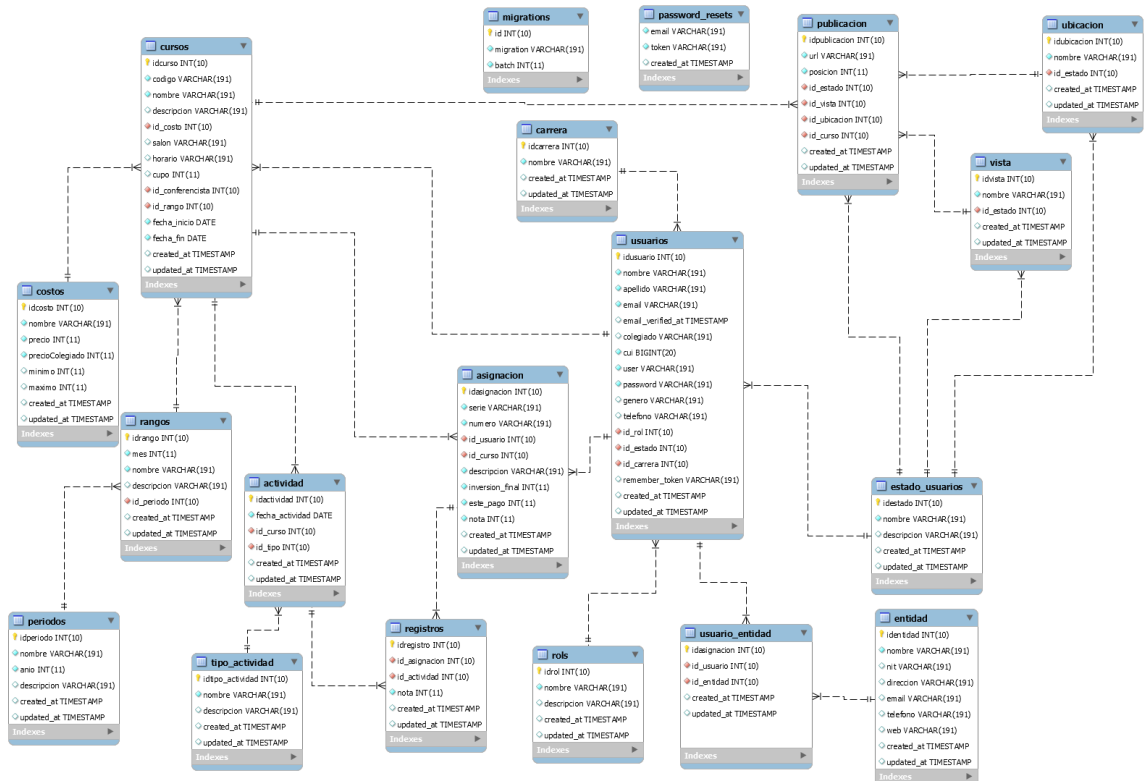 migrations
id INT(10)
migration VARCHAR(191)
batch INT(11)
Indexes
password_resets
email VARCHAR(191)
token VARCHAR(191)
created_at TIMESTAMP
Indexes
publicacion
idpublicacion INT(10)
url VARCHAR(191)
posicion INT(11)
id_estado INT(10)
id_vista INT(10)
id_ubicacion INT(10)
id_curso INT(10)
created_at TIMESTAMP
updated_at TIMESTAMP
Indexes
ubicacion
idubicacion INT(10)
nombre VARCHAR(191)
id_estado INT(10)
created_at TIMESTAMP
updated_at TIMESTAMP
Indexes
cursos
idcurso INT(10)
codigo VARCHAR(191)
nombre VARCHAR(191)
descripcion VARCHAR(191)
id_costo INT(10)
salon VARCHAR(191)
horario VARCHAR(191)
cupo INT(11)
id_conferencista INT(10)
id_rango INT(10)
fecha_inicio DATE
fecha_fin DATE
created_at TIMESTAMP
updated_at TIMESTAMP
Indexes
carrera
idcarrera INT(10)
nombre VARCHAR(191)
created_at TIMESTAMP
updated_at TIMESTAMP
Indexes
vista
idvista INT(10)
nombre VARCHAR(191)
id_estado INT(10)
created_at TIMESTAMP
updated_at TIMESTAMP
Indexes
usuarios
idusuario INT(10)
nombre VARCHAR(191)
apellido VARCHAR(191)
email VARCHAR(191)
email_verified_at TIMESTAMP
colegiado VARCHAR(191)
cui BIGINT(20)
user VARCHAR(191)
password VARCHAR(191)
genero VARCHAR(191)
telefono VARCHAR(191)
id_rol INT(10)
id_estado INT(10)
id_carrera INT(10)
remember_token VARCHAR(191)
created_at TIMESTAMP
updated_at TIMESTAMP
Indexes
costos
idcosto INT(10)
nombre VARCHAR(191)
precio INT(11)
precioColegiado INT(11)
minimo INT(11)
maximo INT(11)
created_at TIMESTAMP
updated_at TIMESTAMP
Indexes
asignacion
idasignacion INT(10)
serie VARCHAR(191)
numero VARCHAR(191)
id_usuario INT(10)
id_curso INT(10)
descripcion VARCHAR(191)
inversion_final INT(11)
este_pago INT(11)
nota INT(11)
created_at TIMESTAMP
updated_at TIMESTAMP
Indexes
rangos
idrango INT(10)
mes INT(11)
nombre VARCHAR(191)
descripcion VARCHAR(191)
id_periodo INT(10)
created_at TIMESTAMP
updated_at TIMESTAMP
Indexes
actividad
idactividad INT(10)
fecha_actividad DATE
id_curso INT(10)
id_tipo INT(10)
created_at TIMESTAMP
updated_at TIMESTAMP
Indexes
estado_usuarios
idestado INT(10)
nombre VARCHAR(191)
descripcion VARCHAR(191)
created_at TIMESTAMP
updated_at TIMESTAMP
Indexes
periodos
idperiodo INT(10)
nombre VARCHAR(191)
anio INT(11)
descripcion VARCHAR(191)
created_at TIMESTAMP
updated_at TIMESTAMP
Indexes
tipo_actividad
idtipo_actividad INT(10)
nombre VARCHAR(191)
descripcion VARCHAR(191)
created_at TIMESTAMP
updated_at TIMESTAMP
Indexes
registros
idregistro INT(10)
id_asignacion INT(10)
id_actividad INT(10)
nota INT(11)
created_at TIMESTAMP
updated_at TIMESTAMP
Indexes
rols
idrol INT(10)
nombre VARCHAR(191)
descripcion VARCHAR(191)
created_at TIMESTAMP
updated_at TIMESTAMP
Indexes
usuario_entidad
idasignacion INT(10)
id_usuario INT(10)
id_entidad INT(10)
created_at TIMESTAMP
updated_at TIMESTAMP
Indexes
entidad
identidad INT(10)
nombre VARCHAR(191)
nit VARCHAR(191)
direccion VARCHAR(191)
email VARCHAR(191)
telefono VARCHAR(191)
web VARCHAR(191)
created_at TIMESTAMP
updated_at TIMESTAMP
Indexes